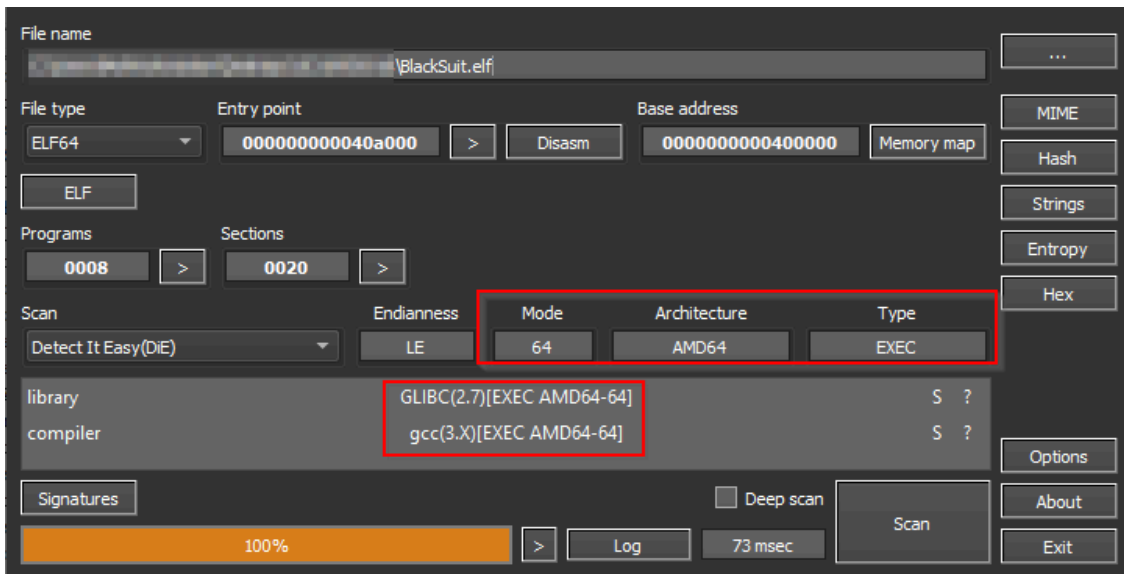 File name
...
\BlackSuit.elf
File type Entry point Base address
MIME
ELF64 000000000040a000 > Disasm 0000000000400000 Memory map
Hash
ELF
Strings
Programs Sections
Entropy
0008 > 0020 >
Hex
Scan Endianness Mode Architecture Type
Detect It Easy(DiE) LE 64 AMD64 EXEC
library GLIBC(2.7)[EXEC AMD64-64] S ?
compiler gcc(3.X)[EXEC AMD64-64] S ?
Options
Signatures Deep scan About
Scan
100% > Log 73 msec Exit